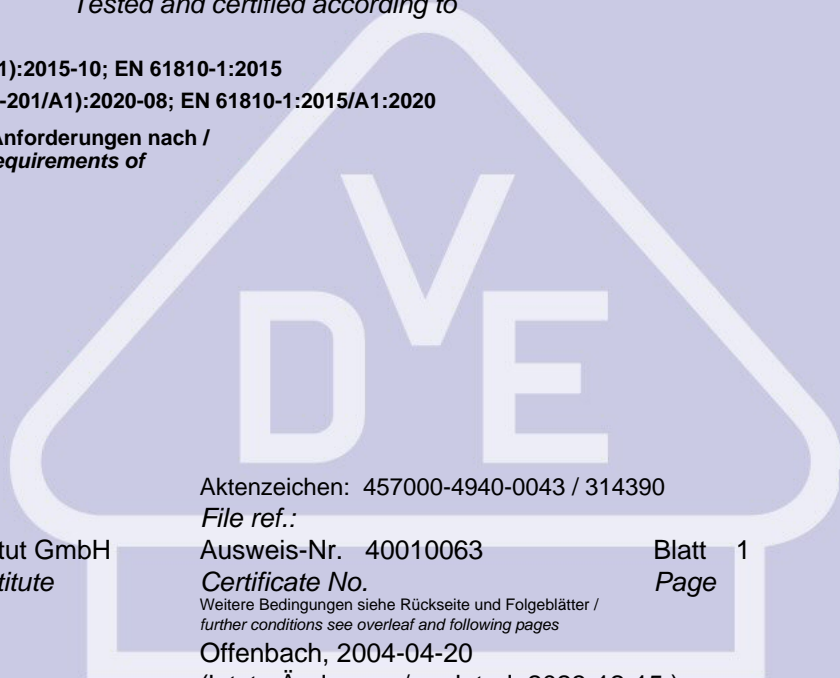 Tested and certified according to
1):2015-10; EN 61810-1:2015
-201/A1):2020-08; EN 61810-1:2015/A1:2020
Anforderungen nach /
equirements of
VDE
Aktenzeichen: 457000-4940-0043 / 314390
File ref.:
tut GmbH Ausweis-Nr. 40010063 Blatt 1
titute Certificate No. Page
Weitere Bedingungen siehe Rückseite und Folgeblätter /
further conditions see overleaf and following pages
Offenbach, 2004-04-20